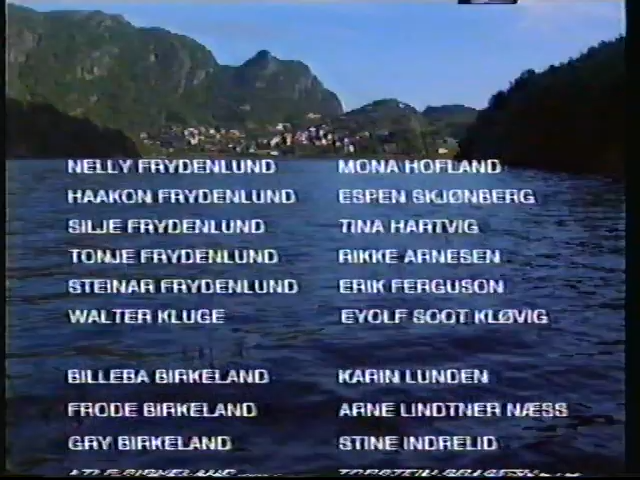 NELLY FRYDENLUND MONA HOFLAND
HAAKON FRYDENLUND ESPEN SKJØNBERG
SILJE FRYDENLUND TINA HARTVIG
TONJE FRYDENLUND RIKKE ARNESEN
STEINAR FRYDENLUND ERIK FERGUSON
WALTER KLUGE EYOLF SOOT KLØVIG
BILLEBA BIRKELAND KARIN LUNDEN
FRODE BIRKELAND ARNE LINDTNER NÆSS
GRY BIRKELAND STINE INDRELID
BIRKELAND